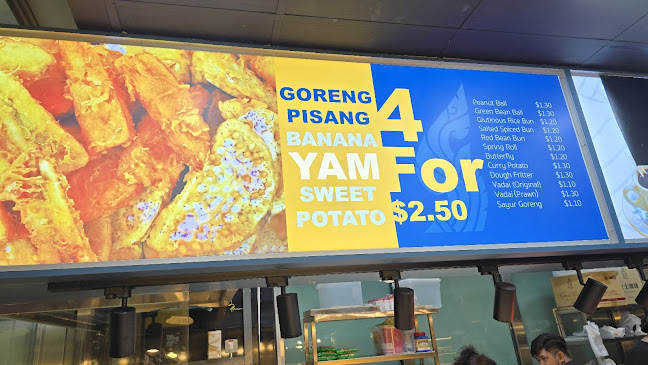 GORENG
PISANG
BANANA
YAM
SWEET
POTATO
4
For
$2.50
Peanut Ball $1.30
Green Bean Ball $1.30
Glutinous Rice Bun $1.20
Salted Spiced Bun $1.20
Red Bean Bun $1.20
Spring Roll $1.20
Butterfly $1.20
Curry Potato $1.30
Dough Fritter $1.30
Vadai (Original) $1.10
Vadai (Prawn) $1.30
Sayur Goreng $1.10